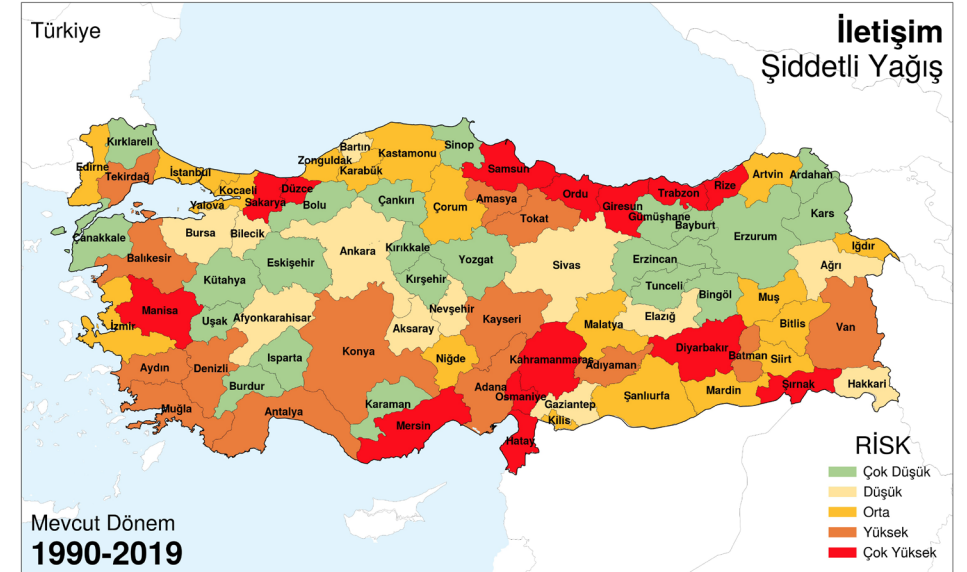 Türkiye
İletişim
Şiddetli Yağış
Kırklareli
Edirne
Tekirdağ
İstanbul
Kocaeli
Yalova
Sakarya
Düzce
Bolu
Zonguldak
Bartın
Karabük
Kastamonu
Sinop
Samsun
Ordu
Giresun
Trabzon
Rize
Artvin
Ardahan
Gümüşhane
Bayburt
Kars
Çankırı
Çorum
Amasya
Tokat
Çanakkale
Bursa
Bilecik
Balıkesir
Eskişehir
Ankara
Kırıkkale
Yozgat
Sivas
Erzincan
Erzurum
Iğdır
Ağrı
Kütahya
Kırşehir
Tunceli
Bingöl
Muş
Manisa
Uşak
Afyonkarahisar
Nevşehir
Aksaray
Kayseri
Malatya
Elazığ
Bitlis
Van
İzmir
Aydın
Denizli
Isparta
Konya
Niğde
Kahramanmaraş
Adıyaman
Diyarbakır
Batman
Siirt
Burdur
Muğla
Antalya
Karaman
Mersin
Adana
Osmaniye
Gaziantep
Kilis
Şanlıurfa
Mardin
Şırnak
Hakkari
Hatay
RİSK
Çok Düşük
Düşük
Orta
Yüksek
Çok Yüksek
Mevcut Dönem
1990-2019